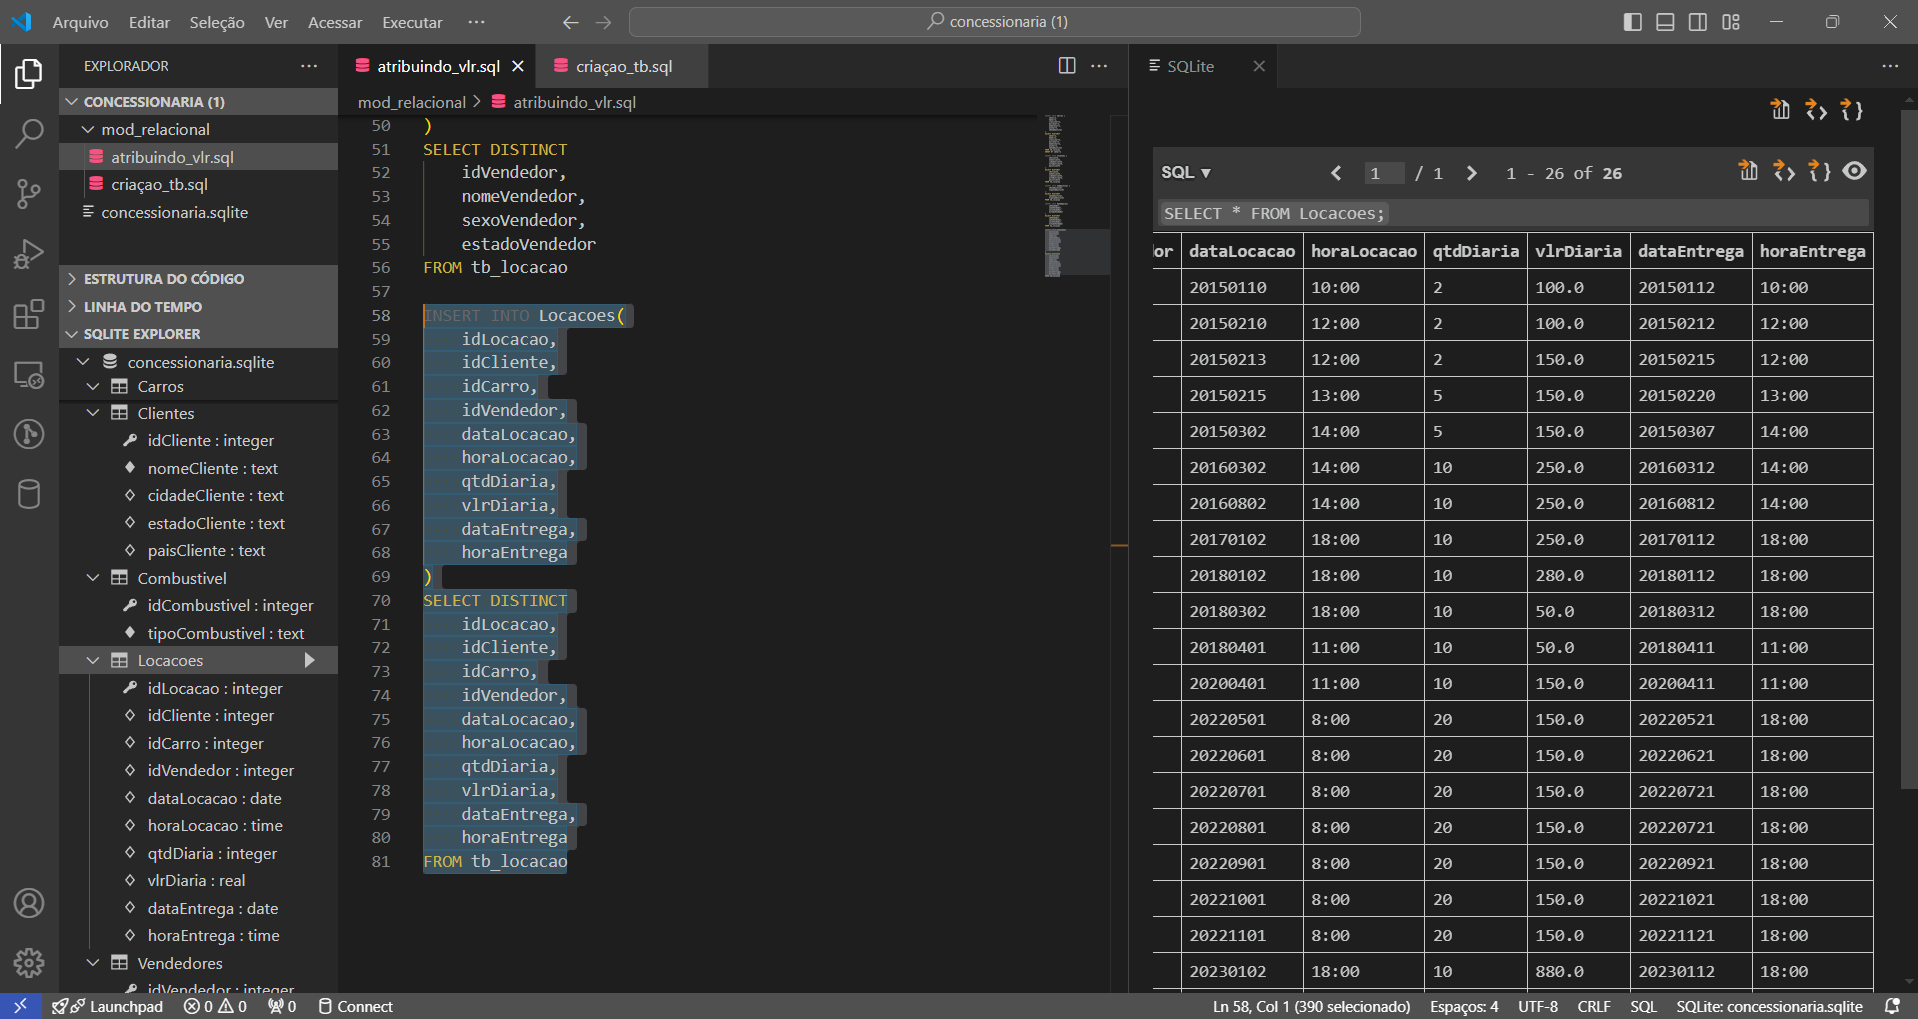 Arquivo Editar Seleção Ver Acessar Executar ··· concessionaria (1)
EXPLORADOR
CONCESSIONARIA (1)
mod_relacional
atribuindo_vlr.sql
criaçao_tb.sql
concessionaria.sqlite
ESTRUTURA DO CÓDIGO
LINHA DO TEMPO
SQLITE EXPLORER
concessionaria.sqlite
Carros
Clientes
idCliente : integer
nomeCliente : text
cidadeCliente : text
estadoCliente : text
paisCliente : text
Combustivel
idCombustivel : integer
tipoCombustivel : text
Locacoes
idLocacao : integer
idCliente : integer
idCarro : integer
idVendedor : integer
dataLocacao : date
horaLocacao : time
qtdDiaria : integer
vlrDiaria : real
dataEntrega : date
horaEntrega : time
Vendedores
idVendedor : integer
atribuindo_vlr.sql criaçao_tb.sql
mod_relacional > atribuindo_vlr.sql
50 )
51 SELECT DISTINCT
52 idVendedor,
53 nomeVendedor,
54 sexoVendedor,
55 estadoVendedor
56 FROM tb_locacao
57
58 INSERT INTO Locacoes(
59 idLocacao,
60 idCliente,
61 idCarro,
62 idVendedor,
63 dataLocacao,
64 horaLocacao,
65 qtdDiaria,
66 vlrDiaria,
67 dataEntrega,
68 horaEntrega
69 )
70 SELECT DISTINCT
71 idLocacao,
72 idCliente,
73 idCarro,
74 idVendedor,
75 dataLocacao,
76 horaLocacao,
77 qtdDiaria,
78 vlrDiaria,
79 dataEntrega,
80 horaEntrega
81 FROM tb_locacao
SQLite
SQL ▼ < 1 / 1 > 1 - 26 of 26
SELECT * FROM Locacoes;
dor dataLocacao horaLocacao qtdDiaria vlrDiaria dataEntrega horaEntrega
20150110 10:00 2 100.0 20150112 10:00
20150210 12:00 2 100.0 20150212 12:00
20150213 12:00 2 150.0 20150215 12:00
20150215 13:00 5 150.0 20150220 13:00
20150302 14:00 5 150.0 20150307 14:00
20160302 14:00 10 250.0 20160312 14:00
20160802 14:00 10 250.0 20160812 14:00
20170102 18:00 10 250.0 20170112 18:00
20180102 18:00 10 280.0 20180112 18:00
20180302 18:00 10 50.0 20180312 18:00
20180401 11:00 10 50.0 20180411 11:00
20200401 11:00 10 150.0 20200411 11:00
20220501 8:00 20 150.0 20220521 18:00
20220601 8:00 20 150.0 20220621 18:00
20220701 8:00 20 150.0 20220721 18:00
20220801 8:00 20 150.0 20220721 18:00
20220901 8:00 20 150.0 20220921 18:00
20221001 8:00 20 150.0 20221021 18:00
20221101 8:00 20 150.0 20221121 18:00
20230102 18:00 10 880.0 20230112 18:00
Launchpad 0 0 0 Connect Ln 58, Col 1 (390 selecionado) Espaços: 4 UTF-8 CRLF SQL SQLite: concessionaria.sqlite